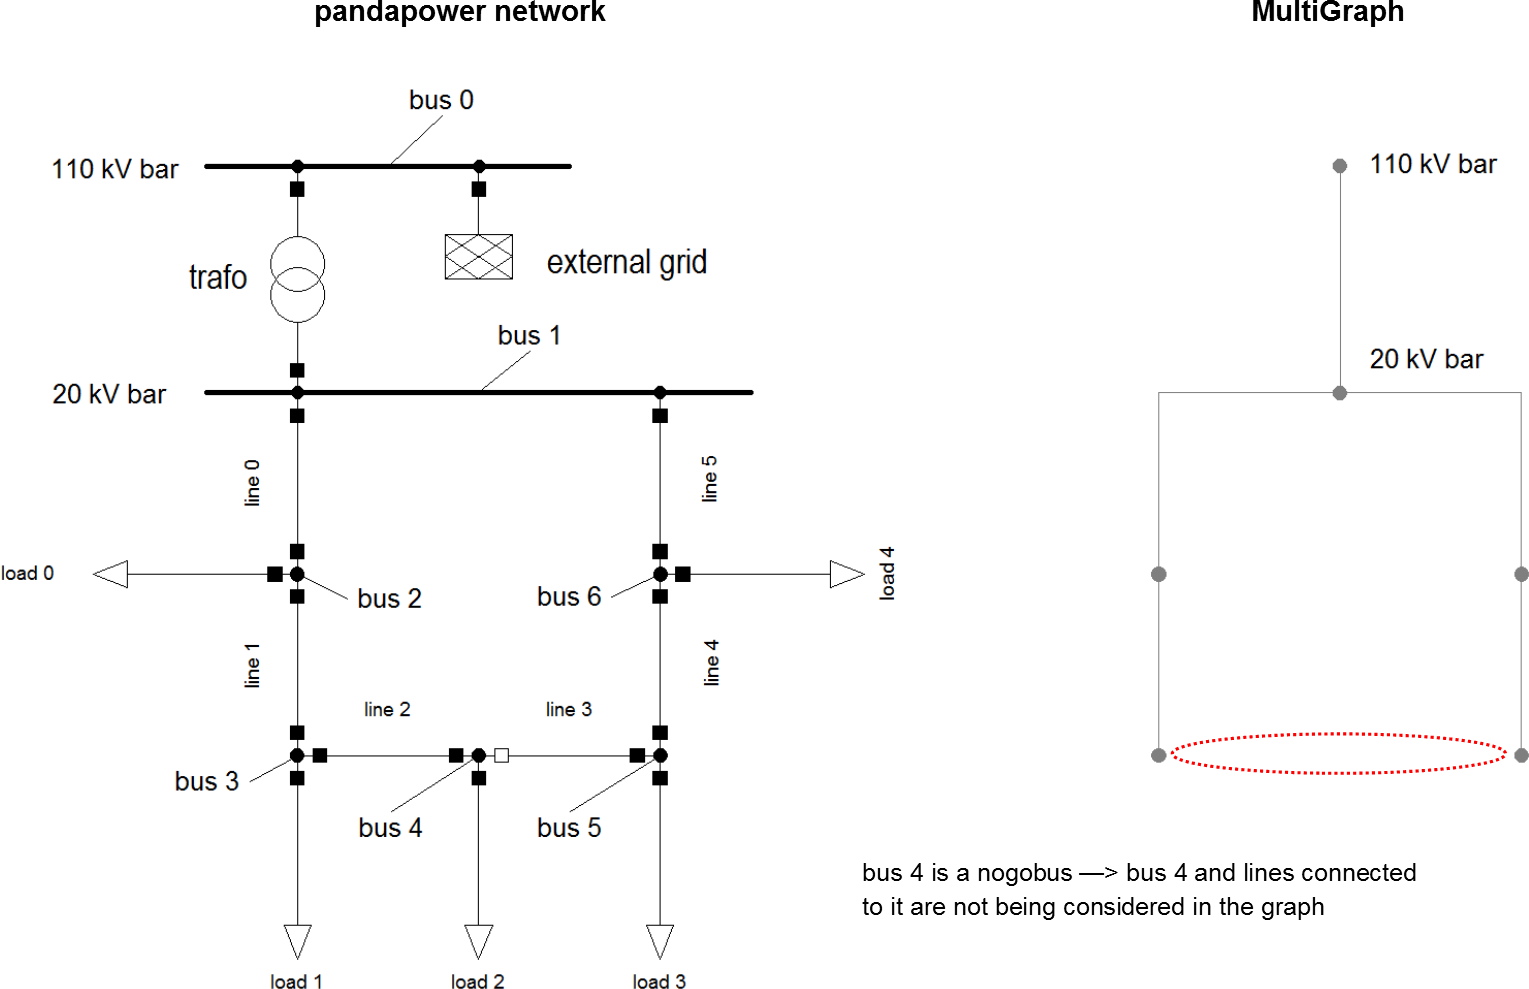 pandapower network
MultiGraph
bus 0
110 kV bar
110 kV bar
trafo
external grid
bus 1
20 kV bar
20 kV bar
line 0
line 5
load 0
bus 2
bus 6
load 4
line 1
line 4
line 2
line 3
bus 3
bus 4
bus 5
bus 4 is a nogobus —> bus 4 and lines connected
to it are not being considered in the graph
load 1
load 2
load 3